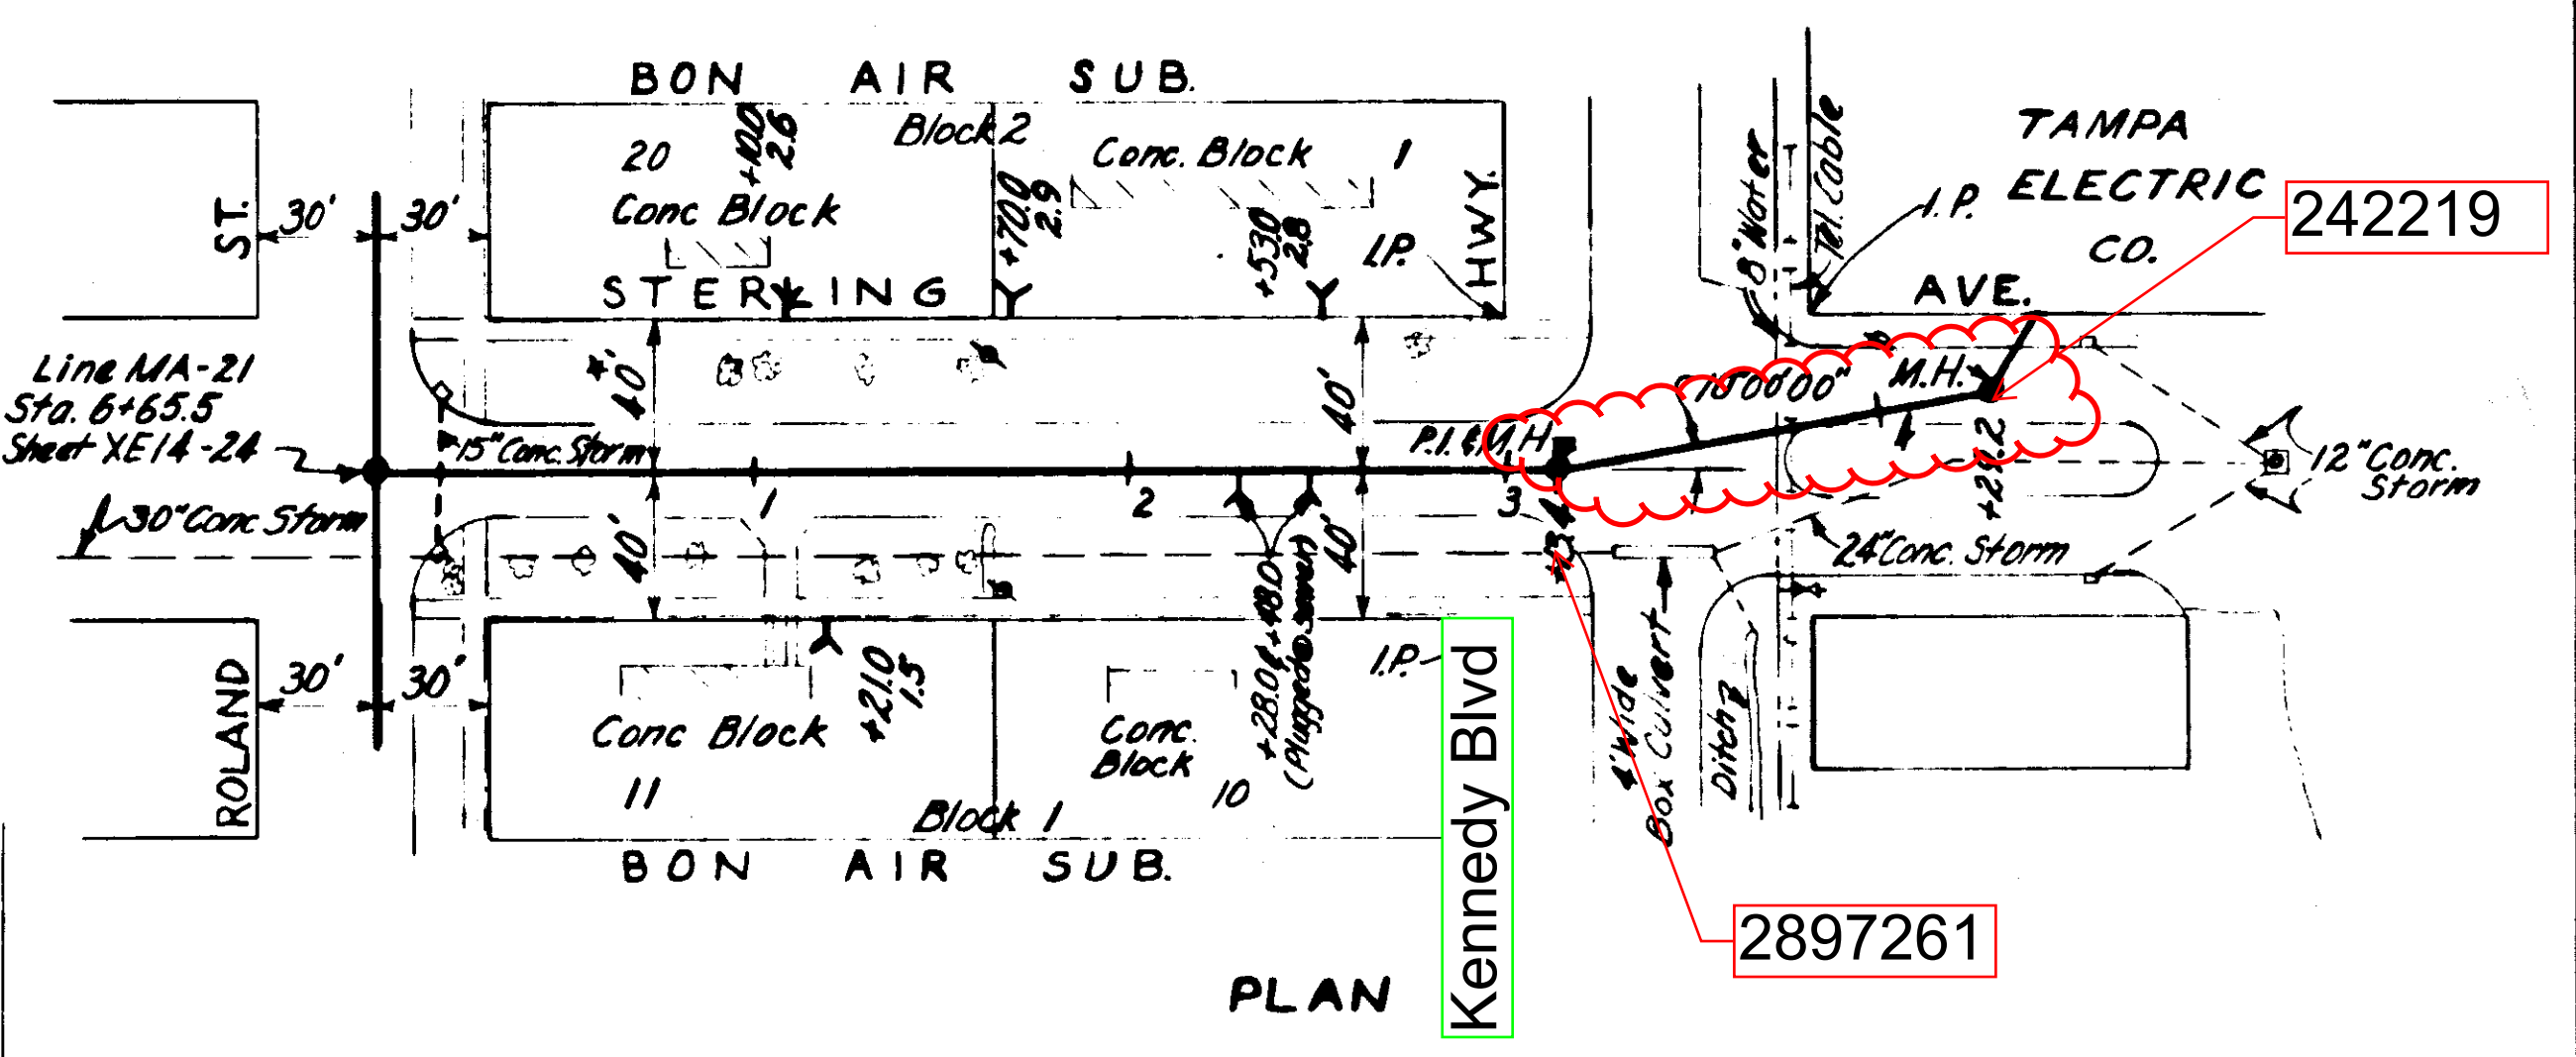 BON AIR SUB.
Block 2
20
+10.0
2.6
Conc Block
+70.0
2.9
Conc. Block
1
+53.0
2.8
I.P.
HWY.
ST.
30'
30'
STERLING
AVE.
8" Water
Tel. Cable
I.P.
TAMPA
ELECTRIC
CO.
242219
Line MA-21
Sta. 6+65.5
Sheet XE14-24
40'
40'
15" Conc. Storm
P.I. & M.H.
M.H.
1
2
3
4
+29.2
12" Conc.
Storm
30" Conc Storm
40'
40'
24" Conc. Storm
+28.0 & +48.0
(Plugged sewer)
ROLAND
30'
30'
+21.0
1.5
Conc Block
11
Conc.
Block
10
Block 1
I.P.
Kennedy Blvd
4' Wide
Box Culvert
Ditch
BON AIR SUB.
2897261
PLAN